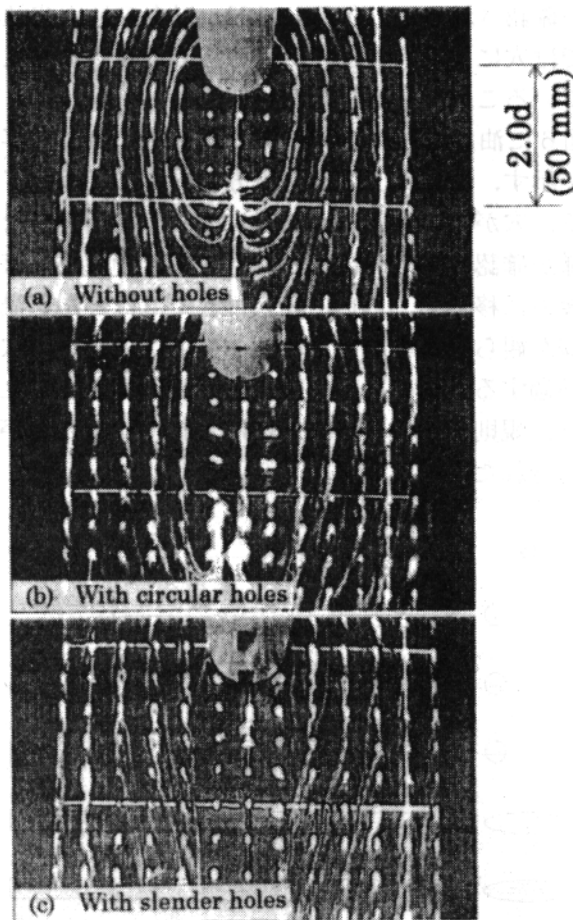 2.0d
(50 mm)
(a) Without holes
(b) With circular holes
(c) With slender holes